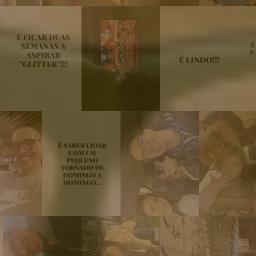 É FICAR DUAS
SEMANAS A
ASPIRAR
"GLITTER"!!!
É LINDO!!!
É SABER LIDAR
COM UM
PEQUENO
TORNADO DE
DOMINGO A
DOMINGO...